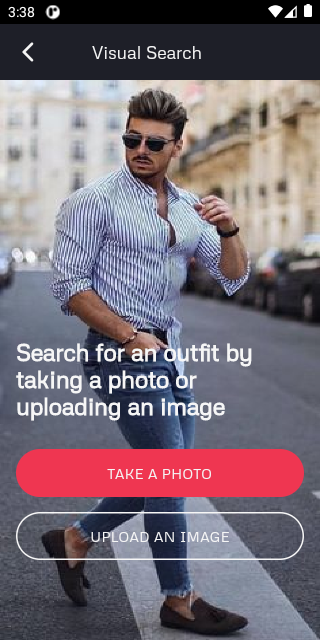 3:38
Visual Search
Search for an outfit by
taking a photo or
uploading an image
TAKE A PHOTO
UPLOAD AN IMAGE